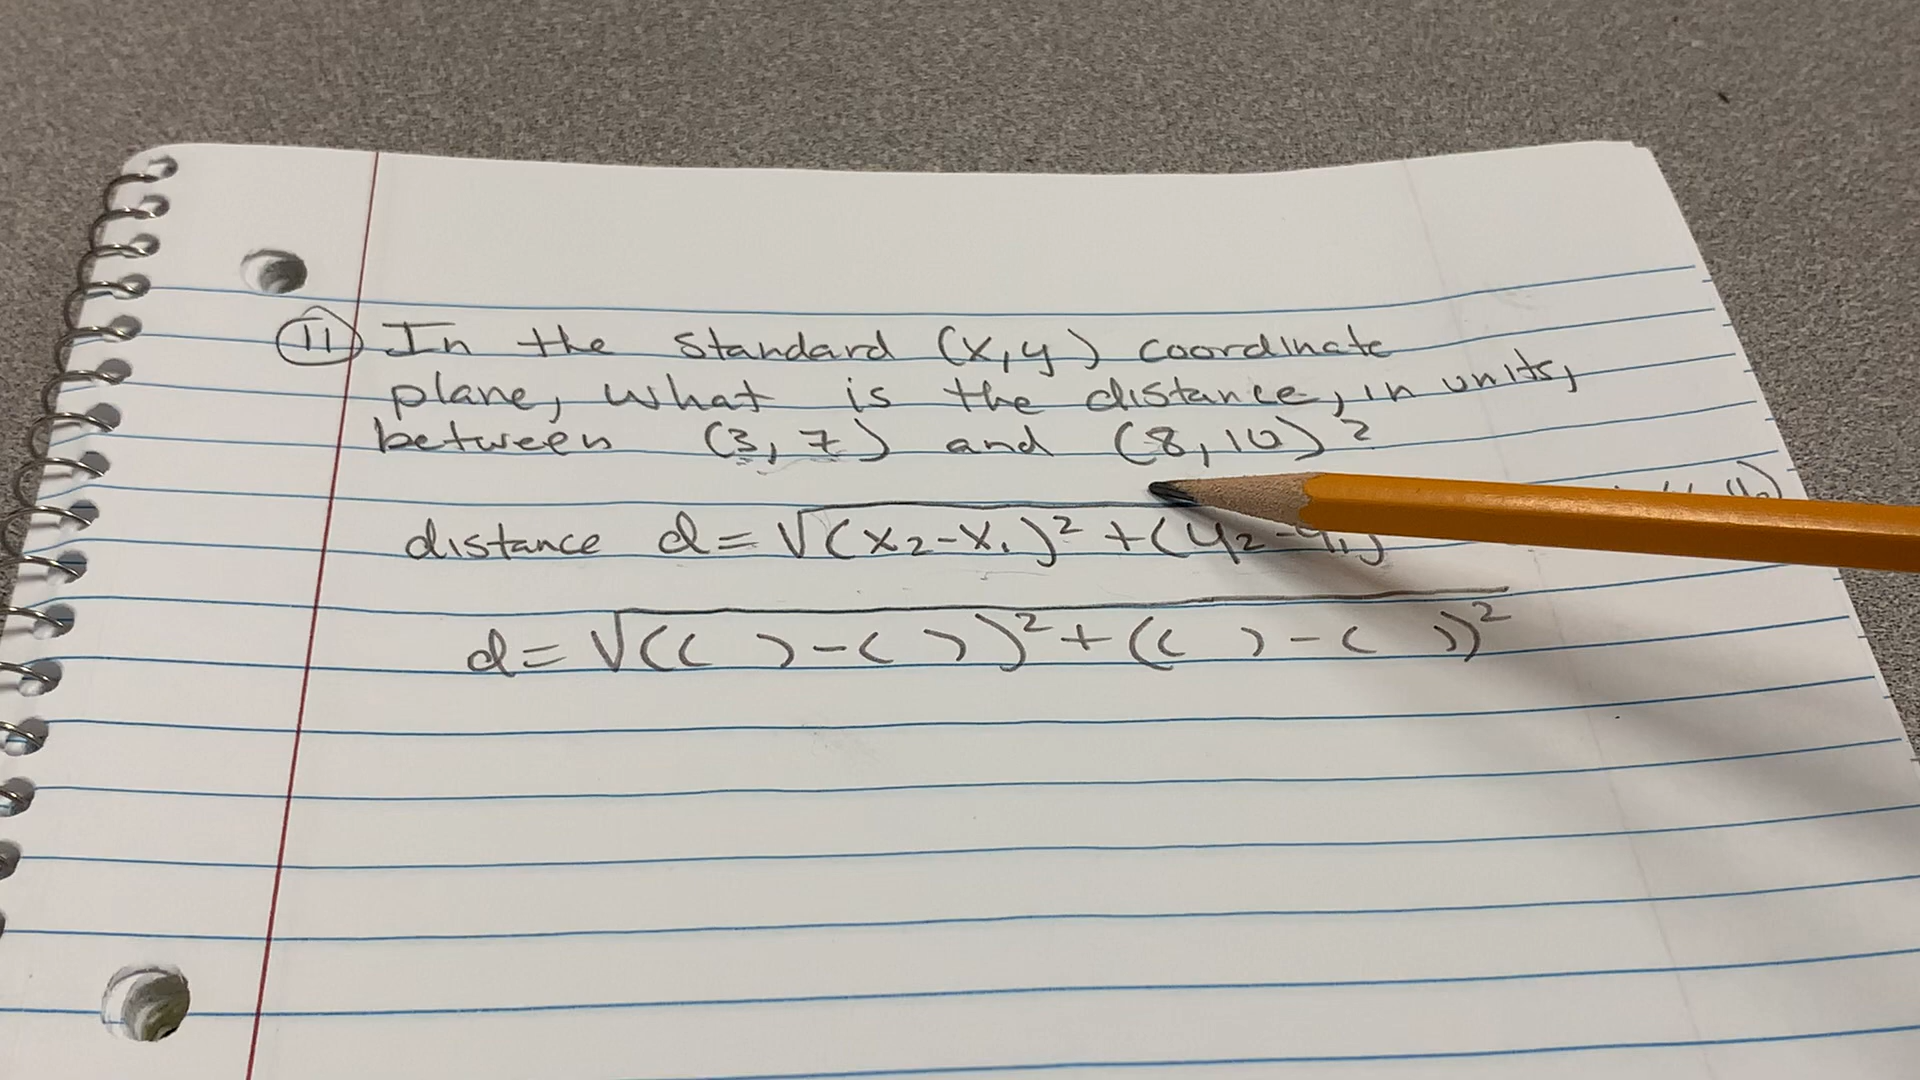 11 In the standard (x,y) coordinate
plane, what is the distance, in units,
between (3, 7) and (8, 10)?
distance d = √(x₂-x₁)² + (y₂-y₁)
d = √(( ) - ( ))² + (( ) - ( ))²